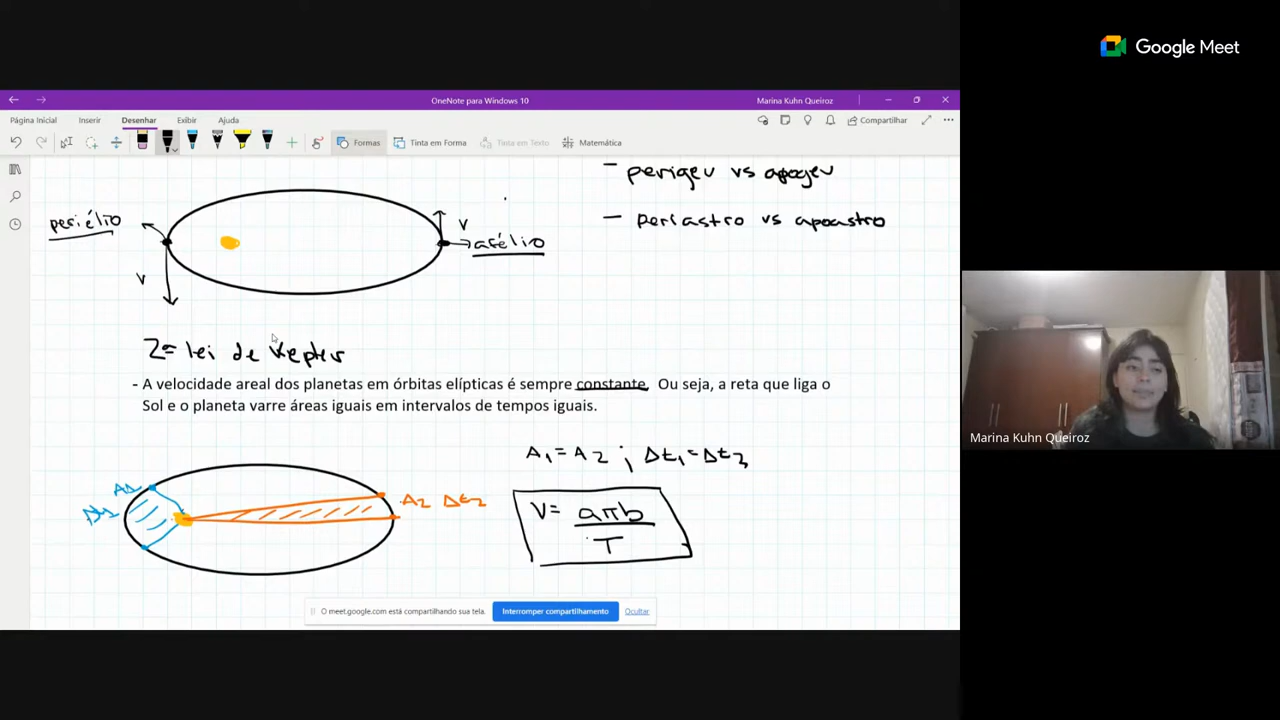 Google Meet
OneNote para Windows 10
Marina Kuhn Queiroz
Página Inicial Inserir Desenhar Exibir Ajuda
Compartilhar
Formas Tinta em Forma Tinta em Texto Matemática
- perigeu vs apogeu
- periastro vs apoastro
periélio
v
v
afélio
2ª lei de Kepler
- A velocidade areal dos planetas em órbitas elípticas é sempre constante. Ou seja, a reta que liga o
Sol e o planeta varre áreas iguais em intervalos de tempos iguais.
A1 = A2 ; Δt1 = Δt2
A1
Δt1
A2 Δt2
V = aπb
T
O meet.google.com está compartilhando sua tela. Interromper compartilhamento Ocultar
Marina Kuhn Queiroz